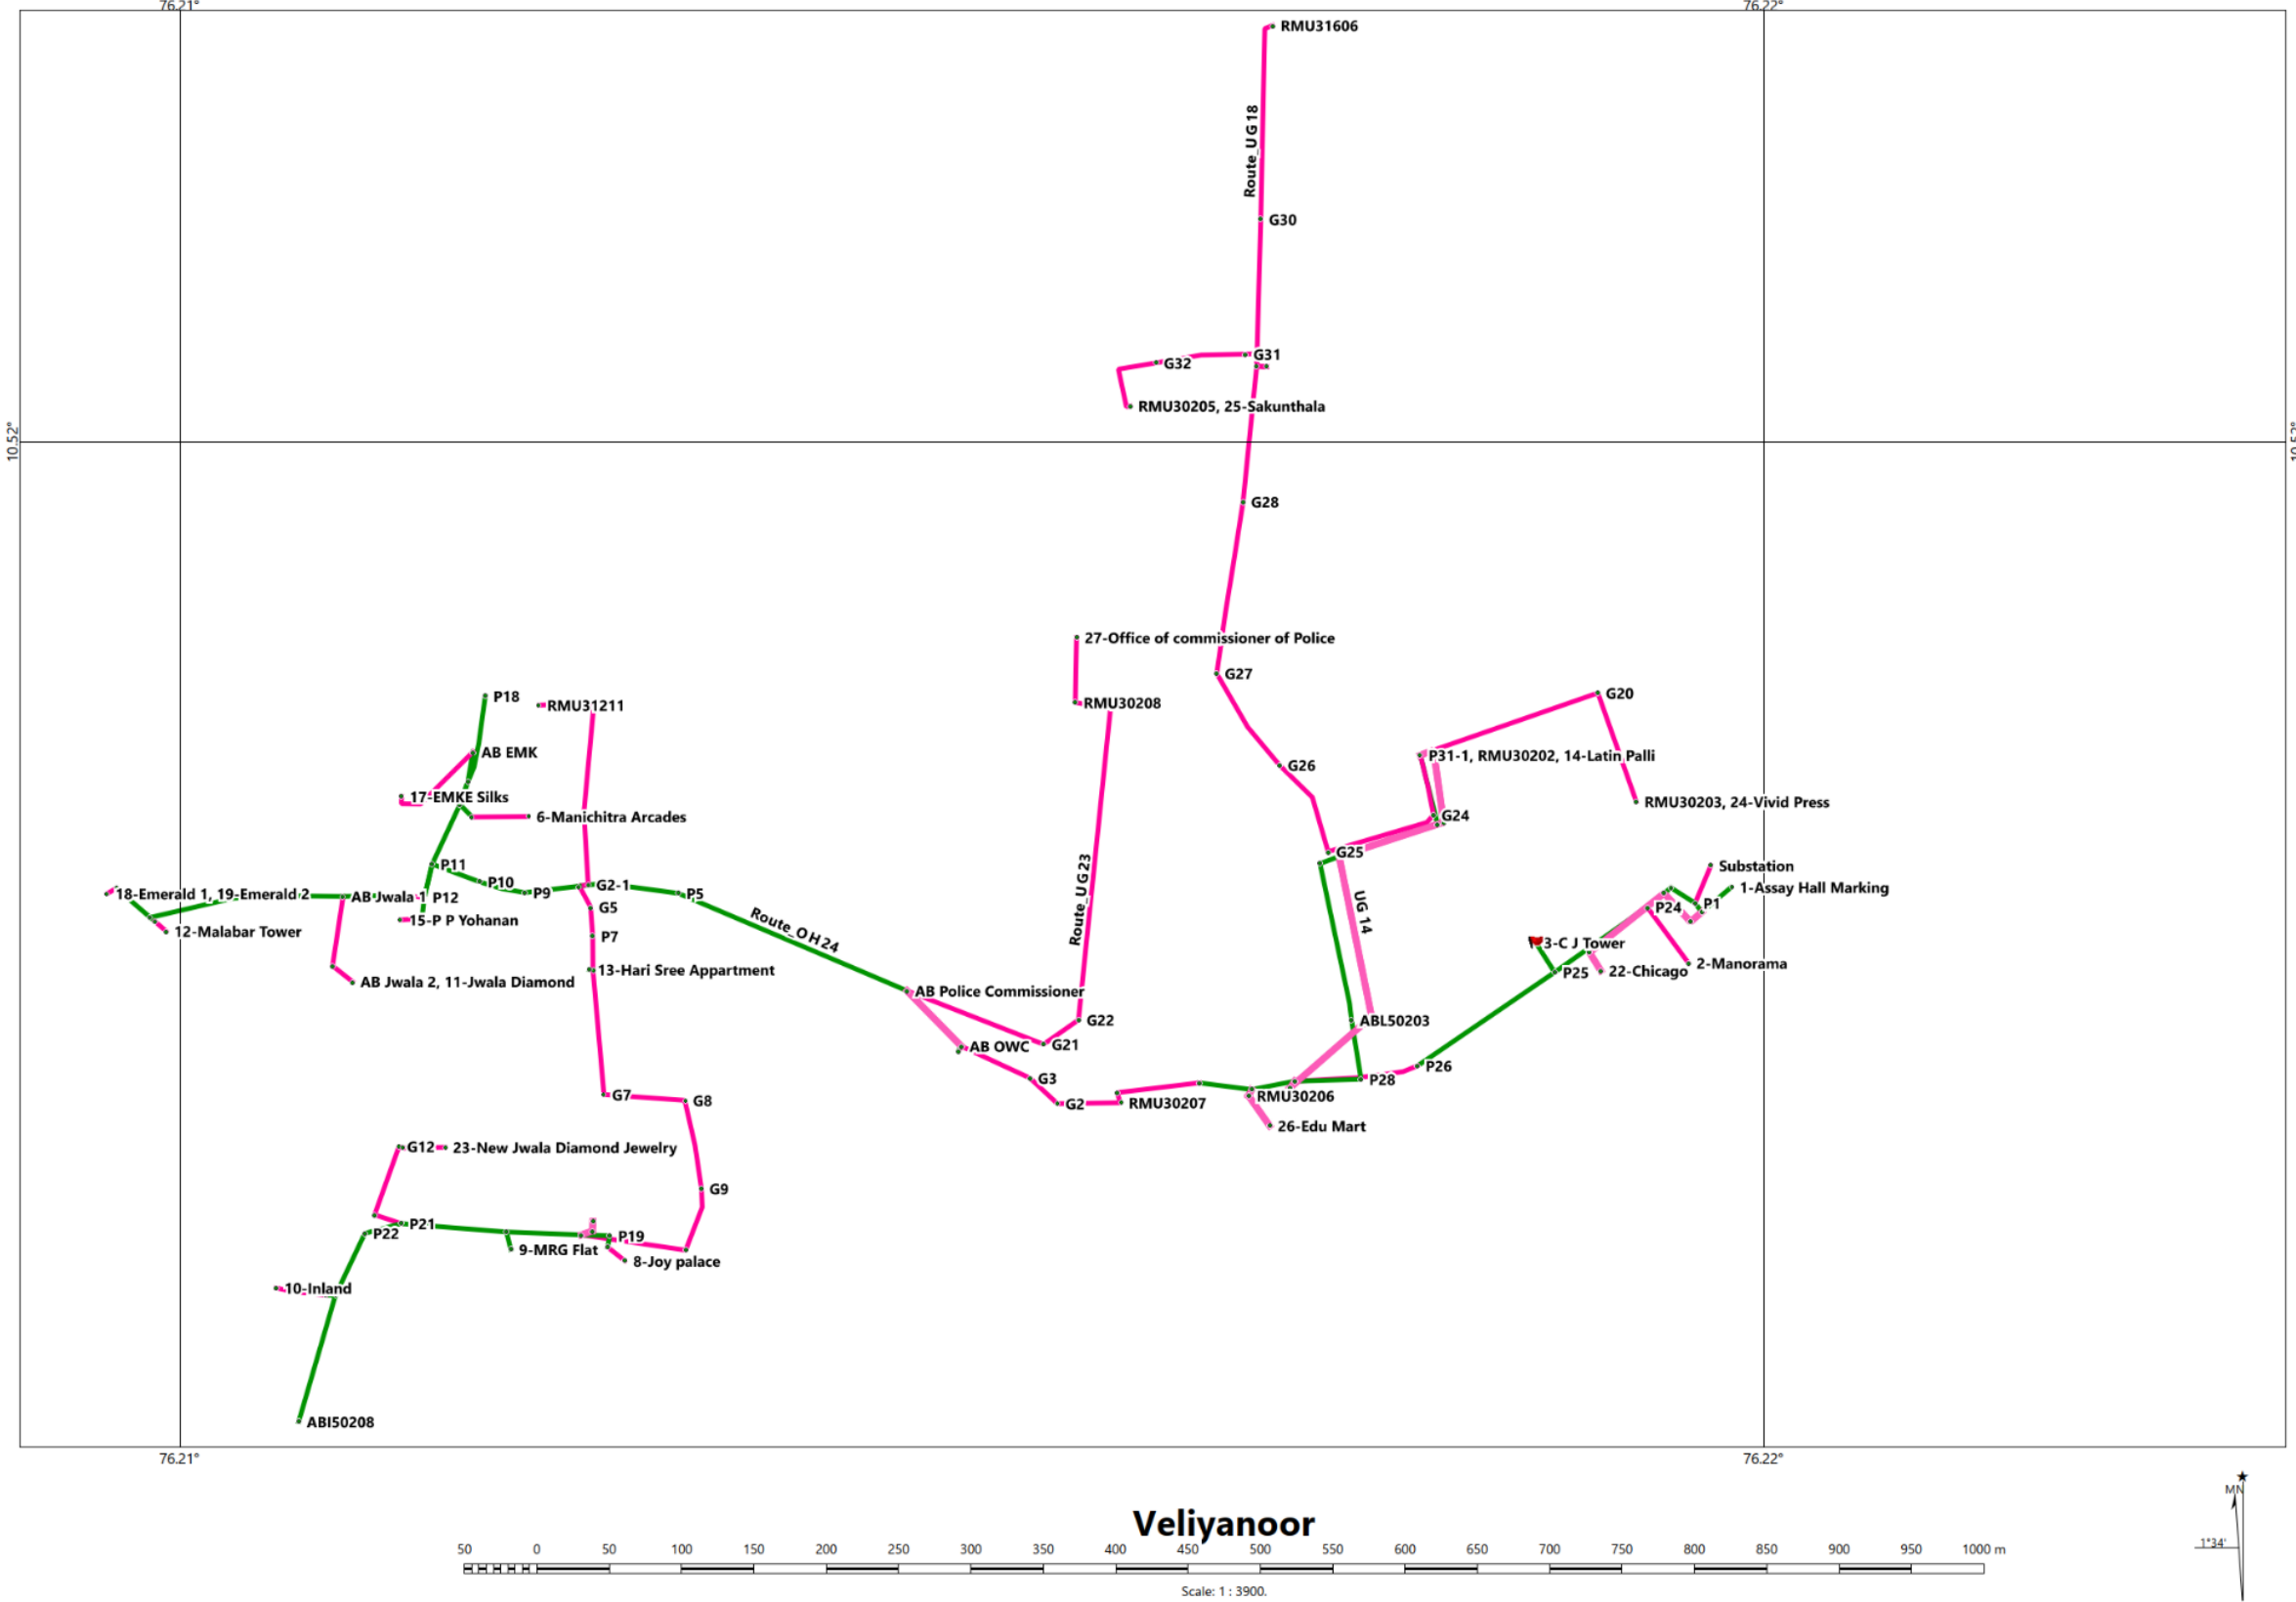 76.21°
76.22°
RMU31606
Route_UG18
G30
G31
G32
RMU30205, 25-Sakunthala
10.52°
10.52°
G28
27-Office of commissioner of Police
G27
P18
RMU31211
RMU30208
G20
AB EMK
P31-1, RMU30202, 14-Latin Palli
G26
17-EMKE Silks
RMU30203, 24-Vivid Press
6-Manichitra Arcades
G24
G25
P11
Substation
P10
1-Assay Hall Marking
G2-1
P9
P5
18-Emerald 1, 19-Emerald 2
AB Jwala 1
P12
Route_UG23
P1
G5
P24
UG 14
15-P P Yohanan
12-Malabar Tower
Route_OH24
P7
3-C J Tower
2-Manorama
13-Hari Sree Appartment
P25
22-Chicago
AB Jwala 2, 11-Jwala Diamond
AB Police Commissioner
G22
ABL50203
G21
AB OWC
P26
G3
P28
G7
RMU30206
G8
G2
RMU30207
26-Edu Mart
G12
23-New Jwala Diamond Jewelry
G9
P21
P22
P19
9-MRG Flat
8-Joy palace
10-Inland
ABI50208
76.21°
76.22°
MN
1°34'
Veliyanoor
50 0 50 100 150 200 250 300 350 400 450 500 550 600 650 700 750 800 850 900 950 1000 m
Scale: 1 : 3900.